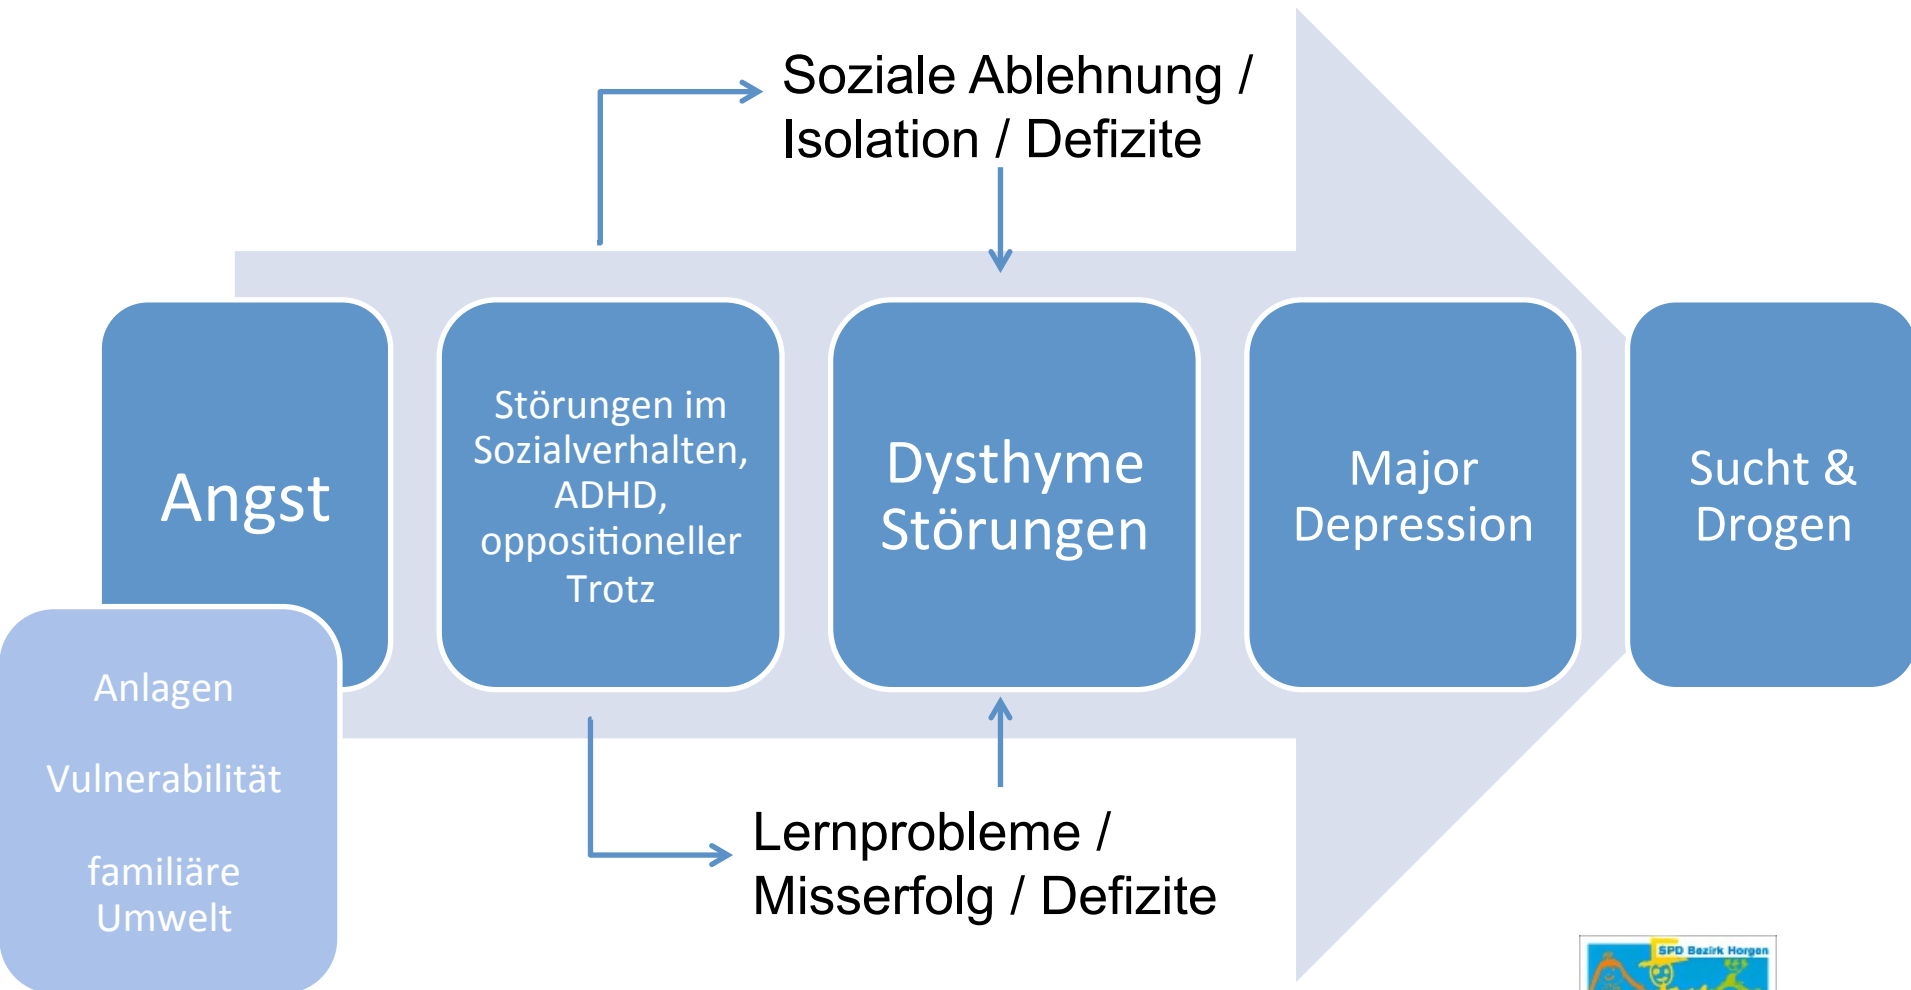 Soziale Ablehnung /
Isolation / Defizite
Angst
Störungen im
Sozialverhalten,
ADHD,
oppositioneller
Trotz
Dysthyme
Störungen
Major
Depression
Sucht &
Drogen
Anlagen
Vulnerabilität
familiäre
Umwelt
Lernprobleme /
Misserfolg / Defizite
SPD Bezirk Horgen